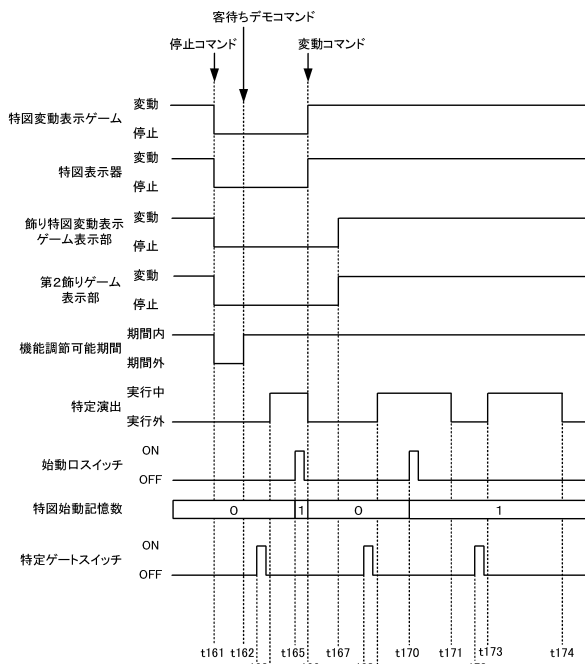 客待ちデモコマンド
停止コマンド 変動コマンド
特図変動表示ゲーム 変動
停止
特図表示器 変動
停止
飾り特図変動表示
ゲーム表示部 変動
停止
第2飾りゲーム
表示部 変動
停止
機能調節可能期間 期間内
期間外
特定演出 実行中
実行外
始動口スイッチ ON
OFF
特図始動記憶数 0 1 0 1
特定ゲートスイッチ ON
OFF
t161 t162 t165 t167 t170 t171 t173 t174